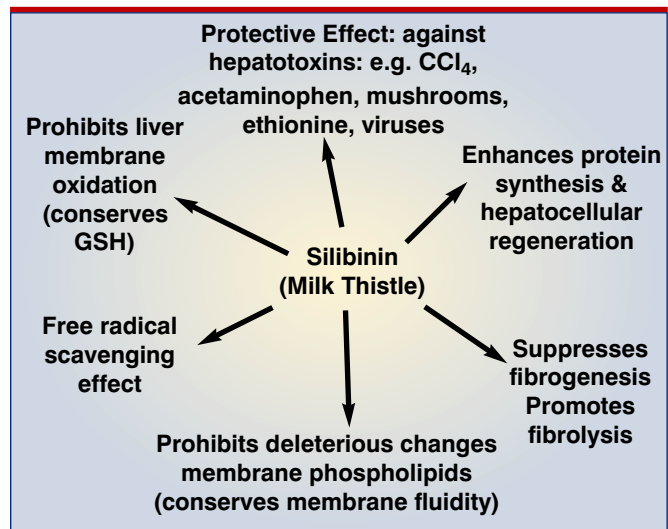 Protective Effect: against
hepatotoxins: e.g. CCl₄,
acetaminophen, mushrooms,
ethionine, viruses
Prohibits liver
membrane
oxidation
(conserves
GSH)
Enhances protein
synthesis &
hepatocellular
regeneration
Silibinin
(Milk Thistle)
Free radical
scavenging
effect
Suppresses
fibrogenesis
Promotes
fibrolysis
Prohibits deleterious changes
membrane phospholipids
(conserves membrane fluidity)